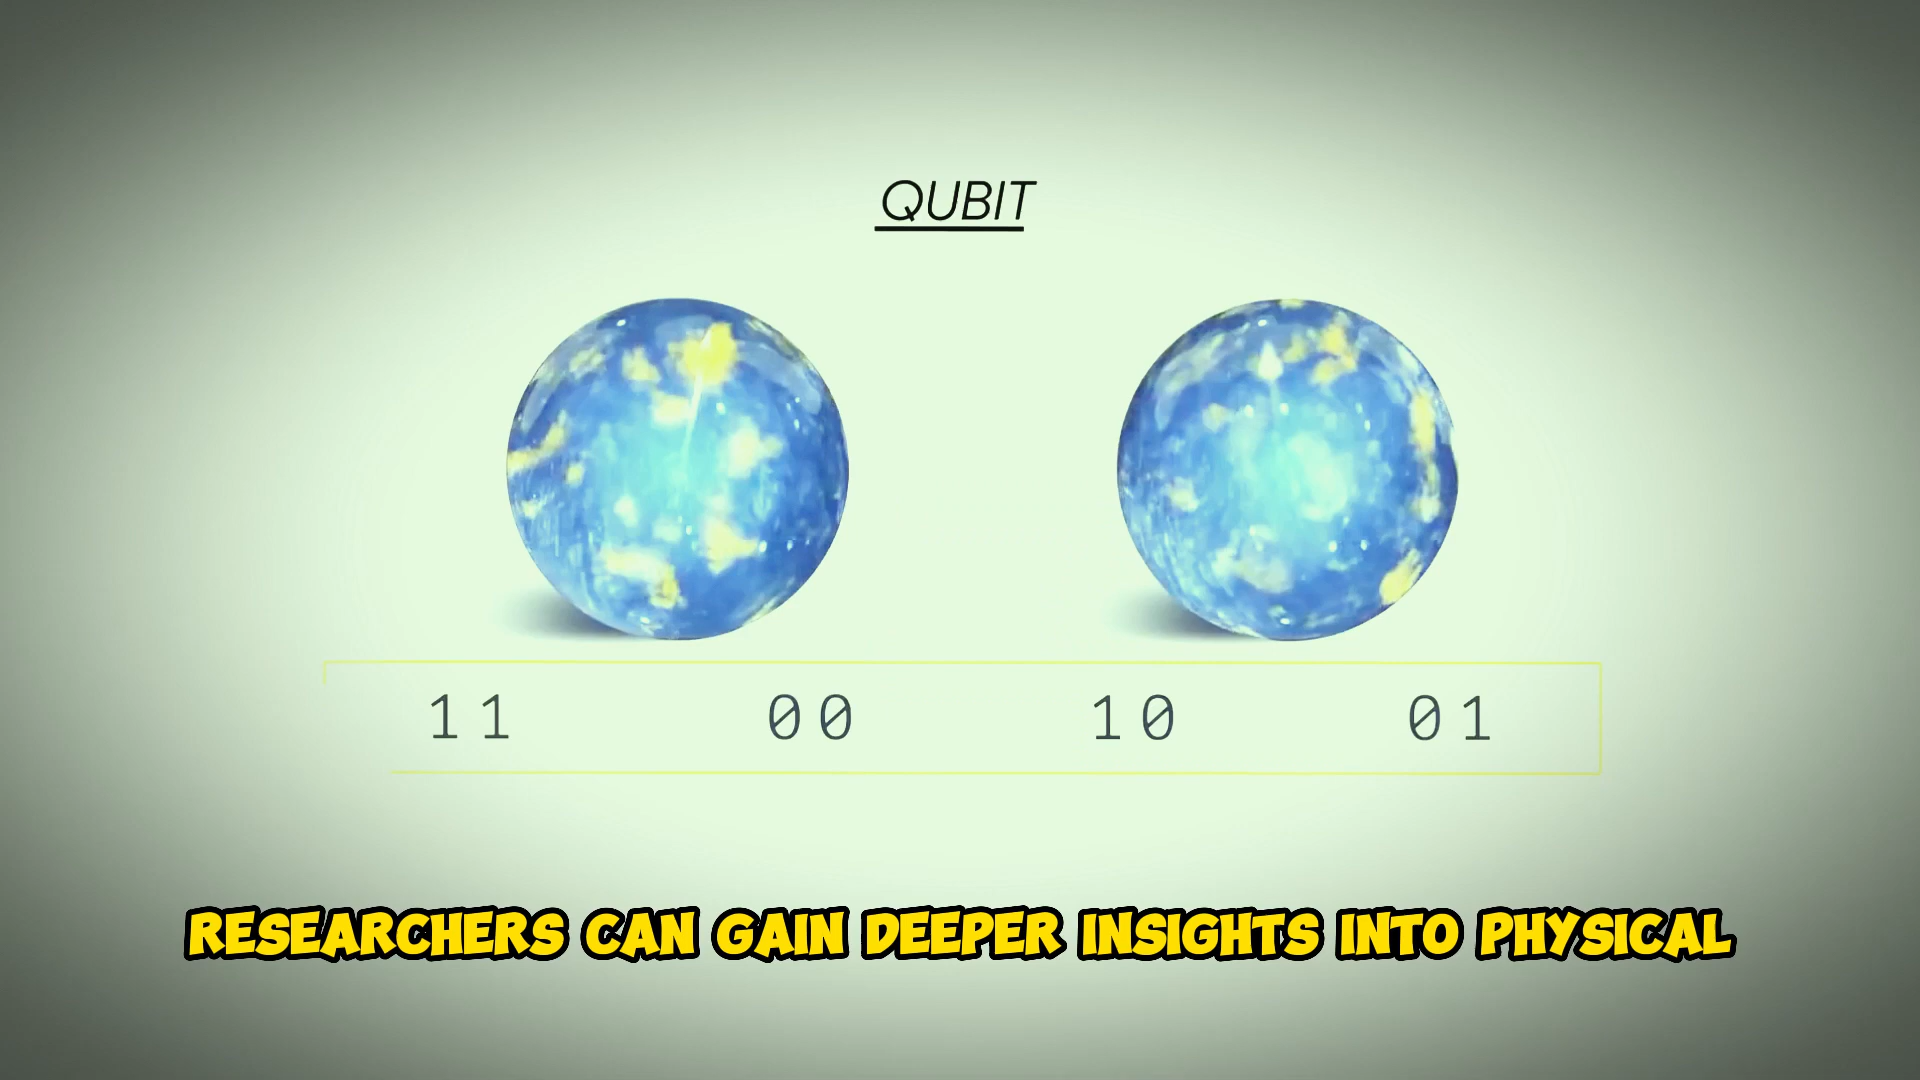 QUBIT
11 00 10 01
RESEARCHERS CAN GAIN DEEPER INSIGHTS INTO PHYSICAL